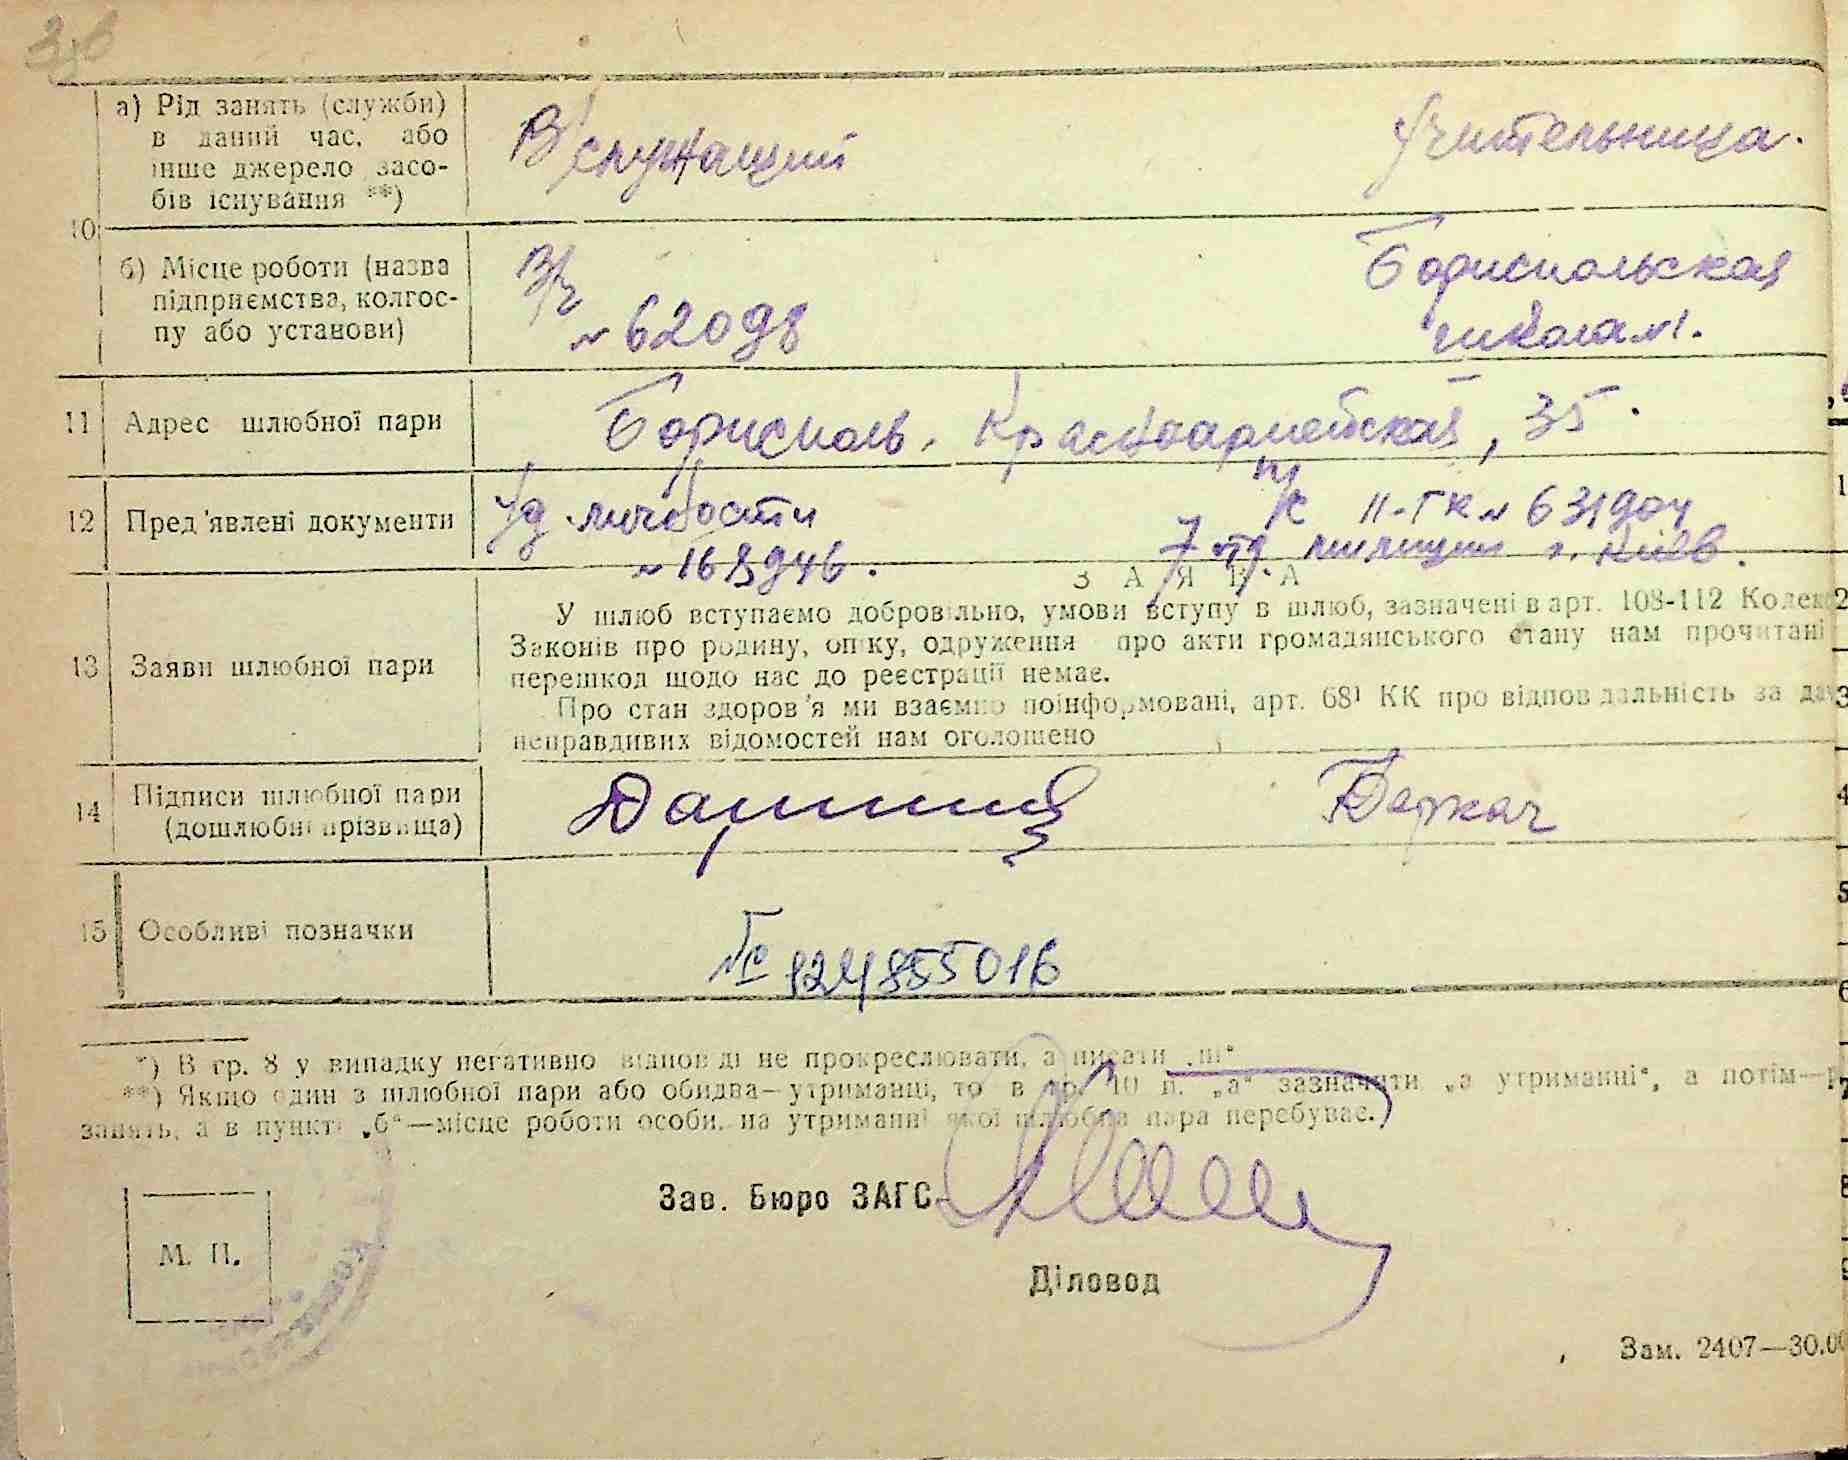 а) Рід занять (служби)
в даний час, або
інше джерело засо-
бів існування **)
В/служащий
Учительница.
10
б) Місце роботи (назва
підприємства, колгос-
пу або установи)
В/ч
№ 62098
Бориспольская
школа №1.
11 Адрес шлюбної пари
Борисполь, Красноармейская, 35.
12 Пред'явлені документи
Уд. личности
п/к II-ГК № 631904
7 отд милиции г. Киев.
З А Я В А
13 Заяви шлюбної пари
У шлюб вступаємо добровільно, умови вступу в шлюб, зазначені в арт. 108-112 Кодек
Законів про родину, опіку, одруження про акти громадянського стану нам прочитані
перешкод щодо нас до реєстрації немає.
Про стан здоров'я ми взаємно поінформовані, арт. 68¹ КК про відповідальність за да
неправдивих відомостей нам оголошено
14 Підписи шлюбної пари
(дошлюбні прізвища)
Деркач
15 Особливі позначки
№ 124855016
*) В гр. 8 у випадку негативно відповіді не прокреслювати, а писати „ні“
**) Якщо один з шлюбної пари або обидва—утриманці, то в гр. 10 п. „а“ зазначити „а утриманні“, а потім—
занять, а в пункті „б“—місце роботи особи, на утриманні якої шлюбна пара перебуває.
Зав. Бюро ЗАГС
М. П.
Діловод
Зам. 2407—30.0